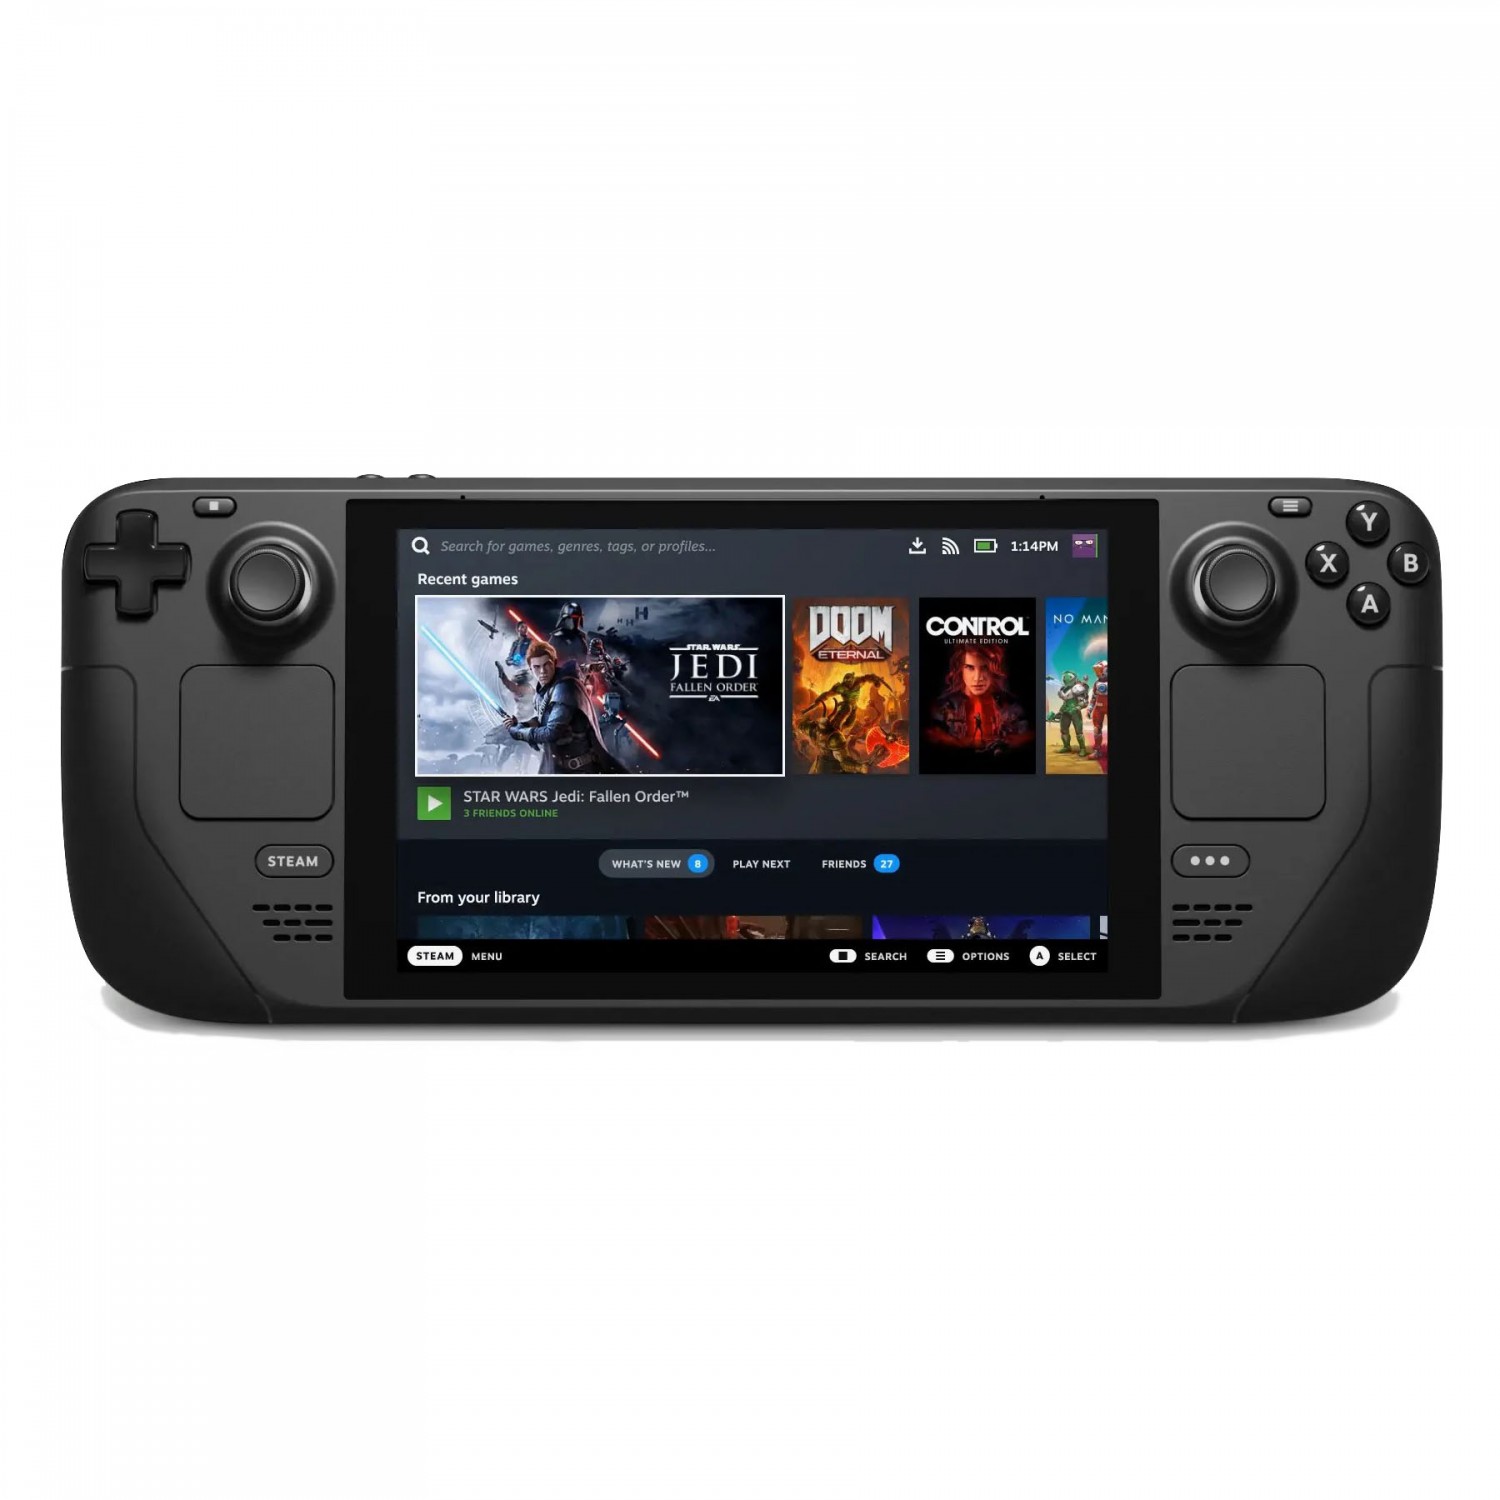 Search for games, genres, tags, or profiles...
1:14PM
Y
X
B
A
Recent games
STAR WARS
JEDI
FALLEN ORDER
EA
DOOM
ETERNAL
CONTROL
ULTIMATE EDITION
NO MAN
STAR WARS Jedi: Fallen Order™
3 FRIENDS ONLINE
STEAM
WHAT'S NEW 8
PLAY NEXT
FRIENDS 27
From your library
STEAM MENU
SEARCH
OPTIONS
A SELECT